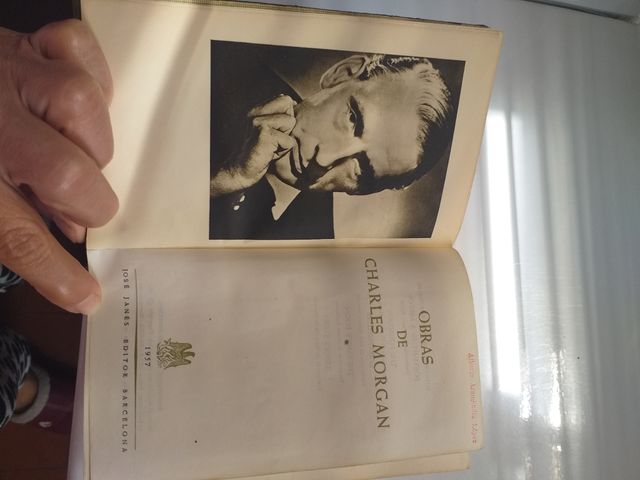 OBRAS
DE
CHARLES MORGAN
1957
JOSÉ JANÉS · EDITOR BARCELONA